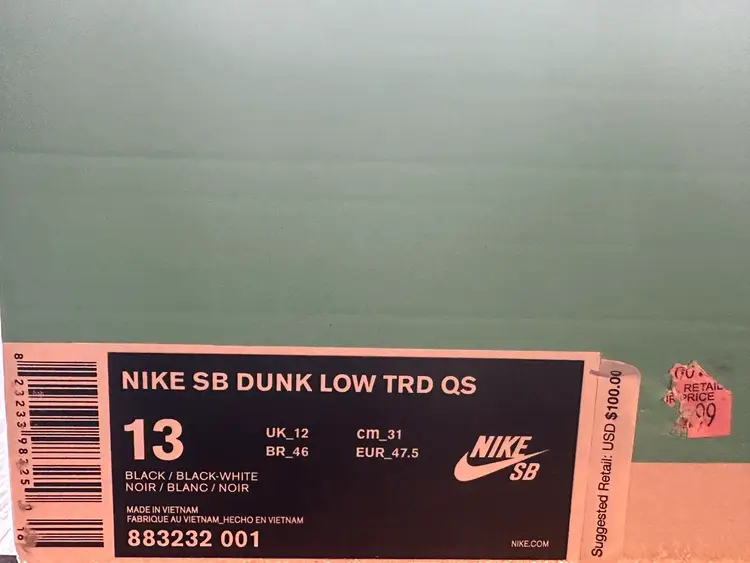 NIKE SB DUNK LOW TRD QS
13
UK_12
cm_31
BR_46
EUR_47.5
BLACK / BLACK-WHITE
NOIR / BLANC / NOIR
NIKE
SB
MADE IN VIETNAM
FABRIQUE AU VIETNAM_HECHO EN VIETNAM
883232 001
NIKE.COM
Suggested Retail: USD $100.00
RETAIL
PRICE
99